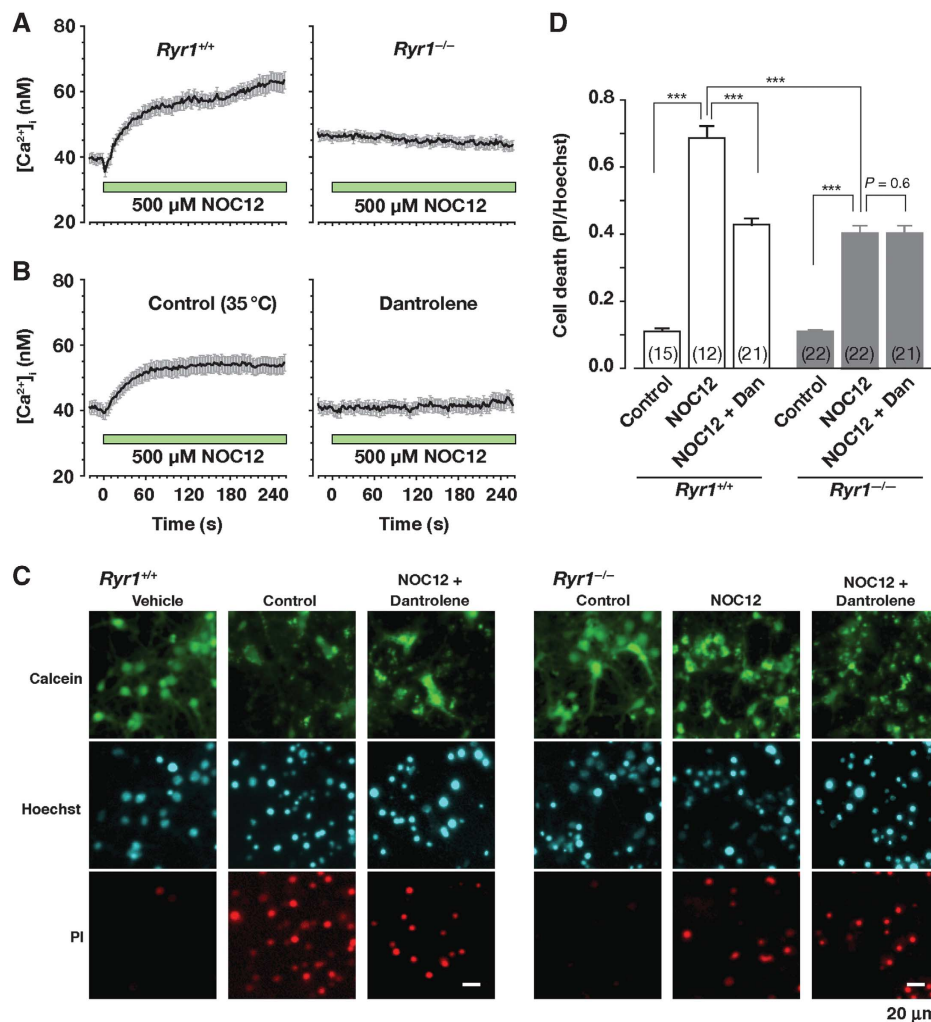 A
Ryr1+/+
Ryr1−/−
[Ca2+]i (nM)
80
60
40
20
500 µM NOC12
500 µM NOC12
B
Control (35 °C)
Dantrolene
[Ca2+]i (nM)
80
60
40
20
500 µM NOC12
500 µM NOC12
0 60 120 180 240
0 60 120 180 240
Time (s)
Time (s)
D
Cell death (PI/Hoechst)
0.8
0.6
0.4
0.2
0.0
***
*** ***
***
P = 0.6
(15) (12) (21) (22) (22) (21)
Control
NOC12
NOC12 + Dan
Control
NOC12
NOC12 + Dan
Ryr1+/+
Ryr1−/−
C
Ryr1+/+
Vehicle
Control
NOC12 +
Dantrolene
Ryr1−/−
Control
NOC12
NOC12 +
Dantrolene
Calcein
Hoechst
PI
20 µm